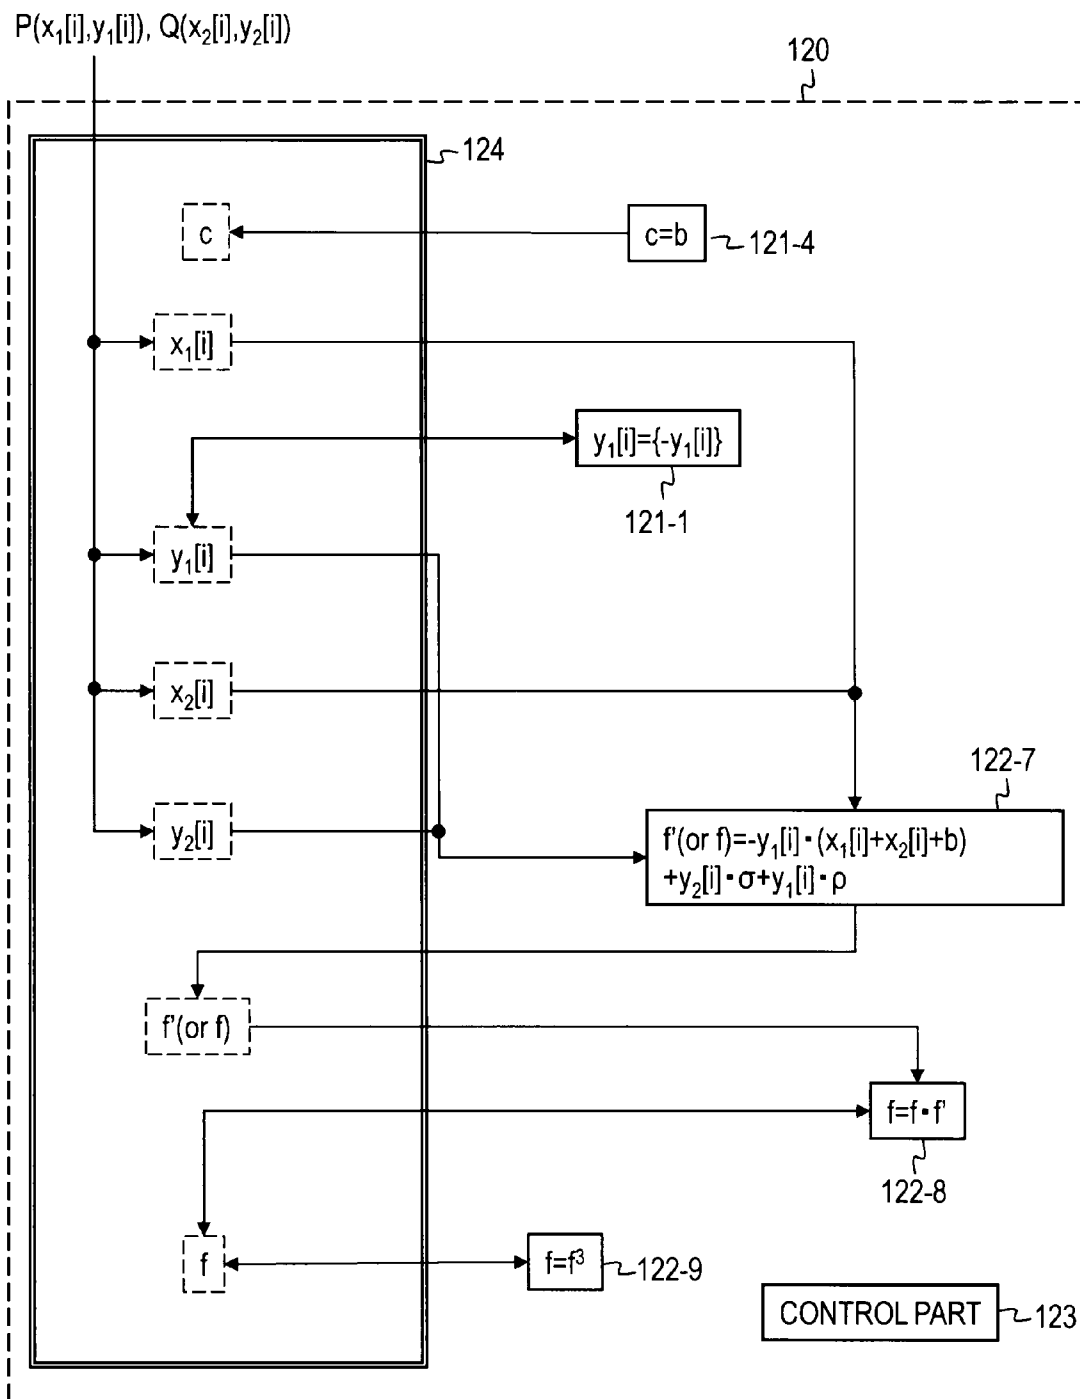 P(x₁[i],y₁[i]), Q(x₂[i],y₂[i])
120
124
c
c=b
121-4
x₁[i]
y₁[i]={-y₁[i]}
121-1
y₁[i]
x₂[i]
122-7
y₂[i]
f'(or f)=-y₁[i]·(x₁[i]+x₂[i]+b)
+y₂[i]·σ+y₁[i]·ρ
f'(or f)
f=f·f'
122-8
f
f=f³
122-9
CONTROL PART
123